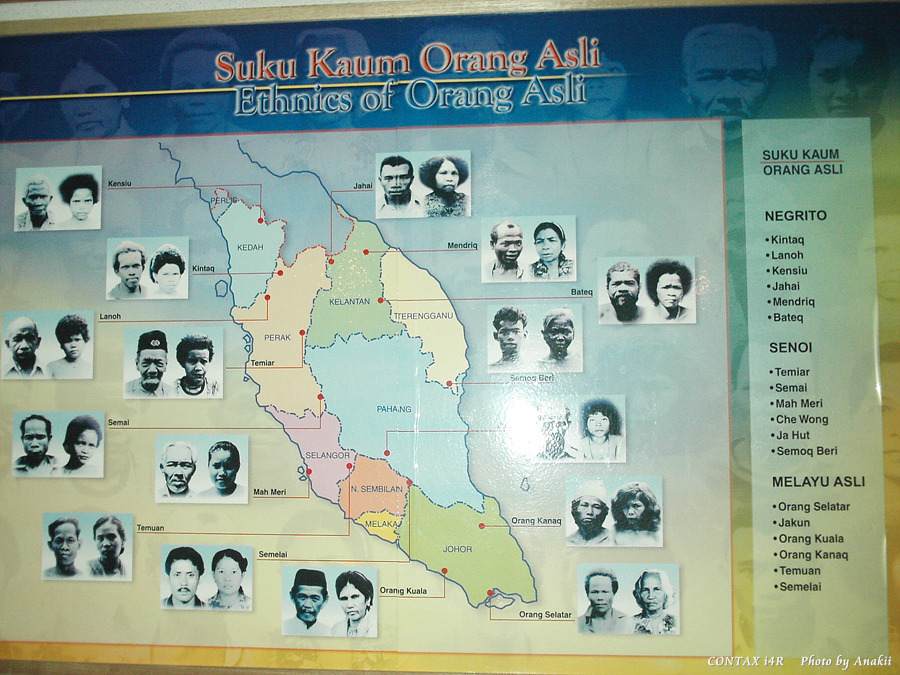 Suku Kaum Orang Asli
Ethnics of Orang Asli
Kensiu
Kintaq
Lanoh
Temiar
Semai
Mah Meri
Temuan
Semelai
Orang Kuala
Jahai
Mendriq
Bateq
Semoq Beri
Orang Kanaq
Orang Selatar
PERLIS
KEDAH
PERAK
KELANTAN
TTERENGGANU
PAHANG
SELANGOR
N. SEMBILAN
MELAKA
JOHOR
SUKU KAUM
ORANG ASLI
NEGRITO
• Kintaq
• Lanoh
• Kensiu
• Jahai
• Mendriq
• Bateq
SENOI
• Temiar
• Semai
• Mah Meri
• Che Wong
• Ja Hut
• Semoq Beri
MELAYU ASLI
• Orang Selatar
• Jakun
• Orang Kuala
• Orang Kanaq
• Temuan
• Semelai
CONTAX i4R Photo by Anakii